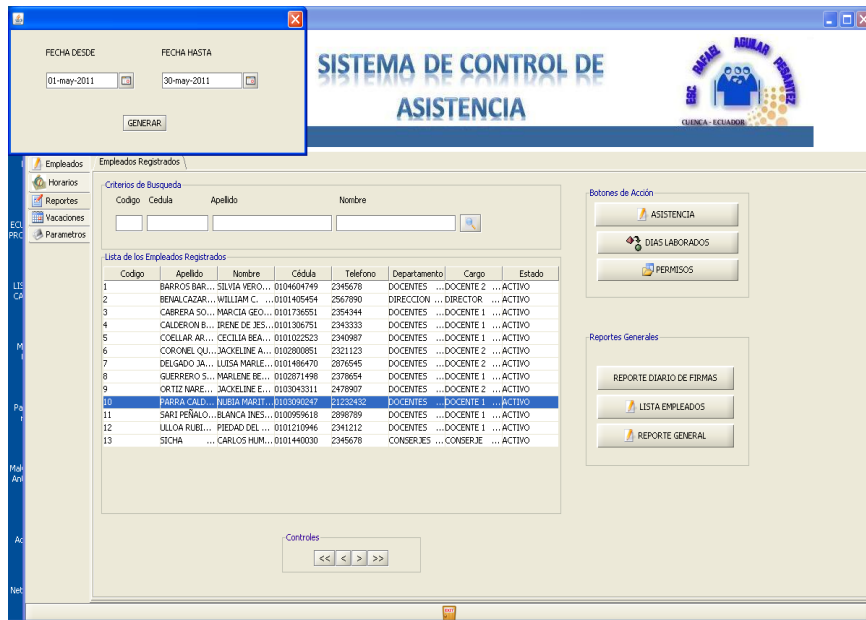 FECHA DESDE FECHA HASTA
01-may-2011 30-may-2011
GENERAR
SISTEMA DE CONTROL DE
ASISTENCIA
ESC RAFAEL AGUILAR PESANTEZ
CUENCA - ECUADOR
Empleados
Horarios
Reportes
Vacaciones
Parametros
Empleados Registrados
Criterios de Busqueda
Codigo Cedula Apellido Nombre
Lista de los Empleados Registrados
Codigo Apellido Nombre Cédula Telefono Departamento Cargo Estado
1 BARROS BAR... SILVIA VERO... 0104604749 2345678 DOCENTES ... DOCENTE 2 ... ACTIVO
2 BENALCAZAR... WILLIAM C. ... 0101405454 2567890 DIRECCION ... DIRECTOR ... ACTIVO
3 CABRERA SO... MARCIA GEO... 0101736551 2354344 DOCENTES ... DOCENTE 1 ... ACTIVO
4 CALDERON B... IRENE DE JES... 0101306751 2343333 DOCENTES ... DOCENTE 1 ... ACTIVO
5 COELLAR AR... CECILIA BEA... 0101022523 2340987 DOCENTES ... DOCENTE 1 ... ACTIVO
6 CORONEL QU... JACKELINE A... 0102800851 2321123 DOCENTES ... DOCENTE 2 ... ACTIVO
7 DELGADO JA... LUISA MARLE... 0101486470 2876545 DOCENTES ... DOCENTE 2 ... ACTIVO
8 GUERRERO S... MARLENE BE... 0102871498 2378654 DOCENTES ... DOCENTE 1 ... ACTIVO
9 ORTIZ NARE... JACKELINE E... 0103043311 2478907 DOCENTES ... DOCENTE 2 ... ACTIVO
10 PARRA CALD... NUBIA MARIT... 0103090247 21232432 DOCENTES ... DOCENTE 1 ... ACTIVO
11 SARI PEÑALO... BLANCA INES... 0100959618 2898789 DOCENTES ... DOCENTE 1 ... ACTIVO
12 ULLOA RUBI... PIEDAD DEL ... 0101210946 2341212 DOCENTES ... DOCENTE 1 ... ACTIVO
13 SICHA ... CARLOS HUM... 0101440030 2345678 CONSERJES ... CONSERJE ... ACTIVO
Controles
<< < > >>
Botones de Acción
ASISTENCIA
DIAS LABORADOS
PERMISOS
Reportes Generales
REPORTE DIARIO DE FIRMAS
LISTA EMPLEADOS
REPORTE GENERAL
EXIT